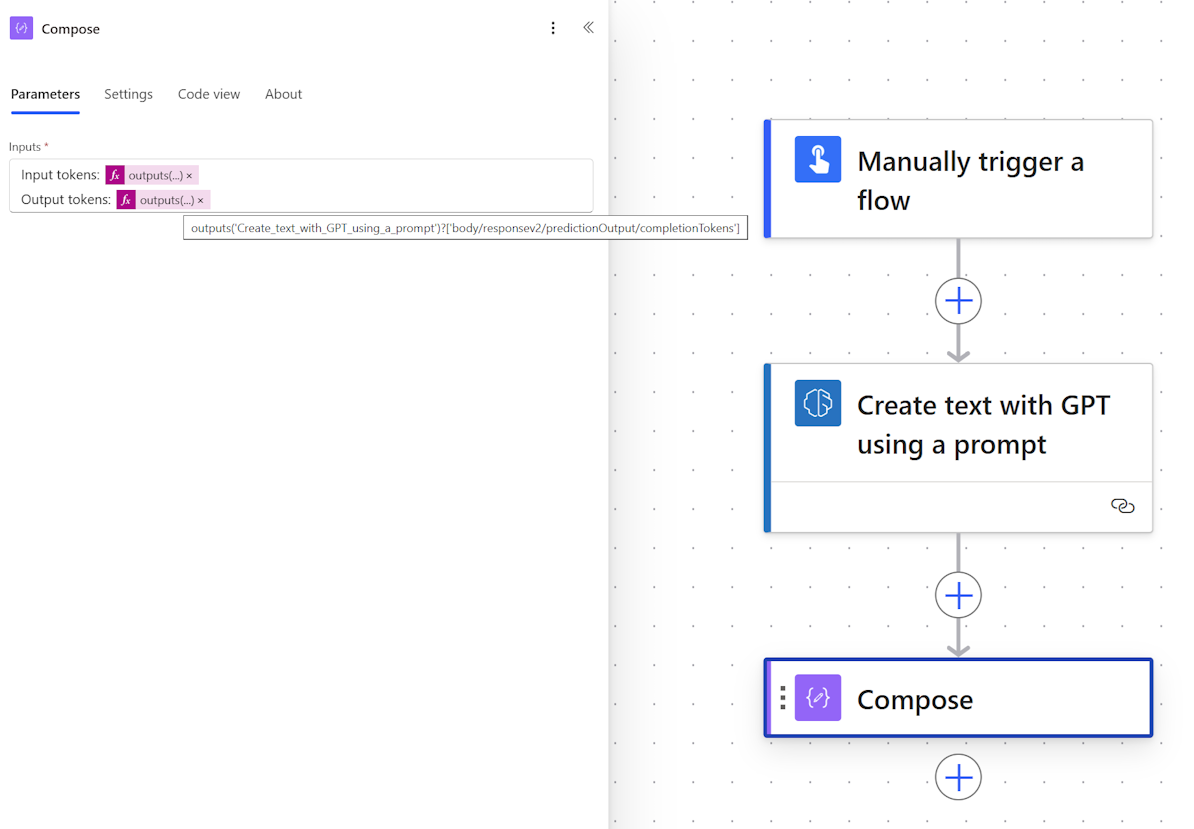 Compose
Parameters Settings Code view About
Inputs *
Input tokens: fx outputs(...) ×
Output tokens: fx outputs(...) ×
outputs('Create_text_with_GPT_using_a_prompt')?['body/responsev2/predictionOutput/completionTokens']
Manually trigger a
flow
Create text with GPT
using a prompt
Compose